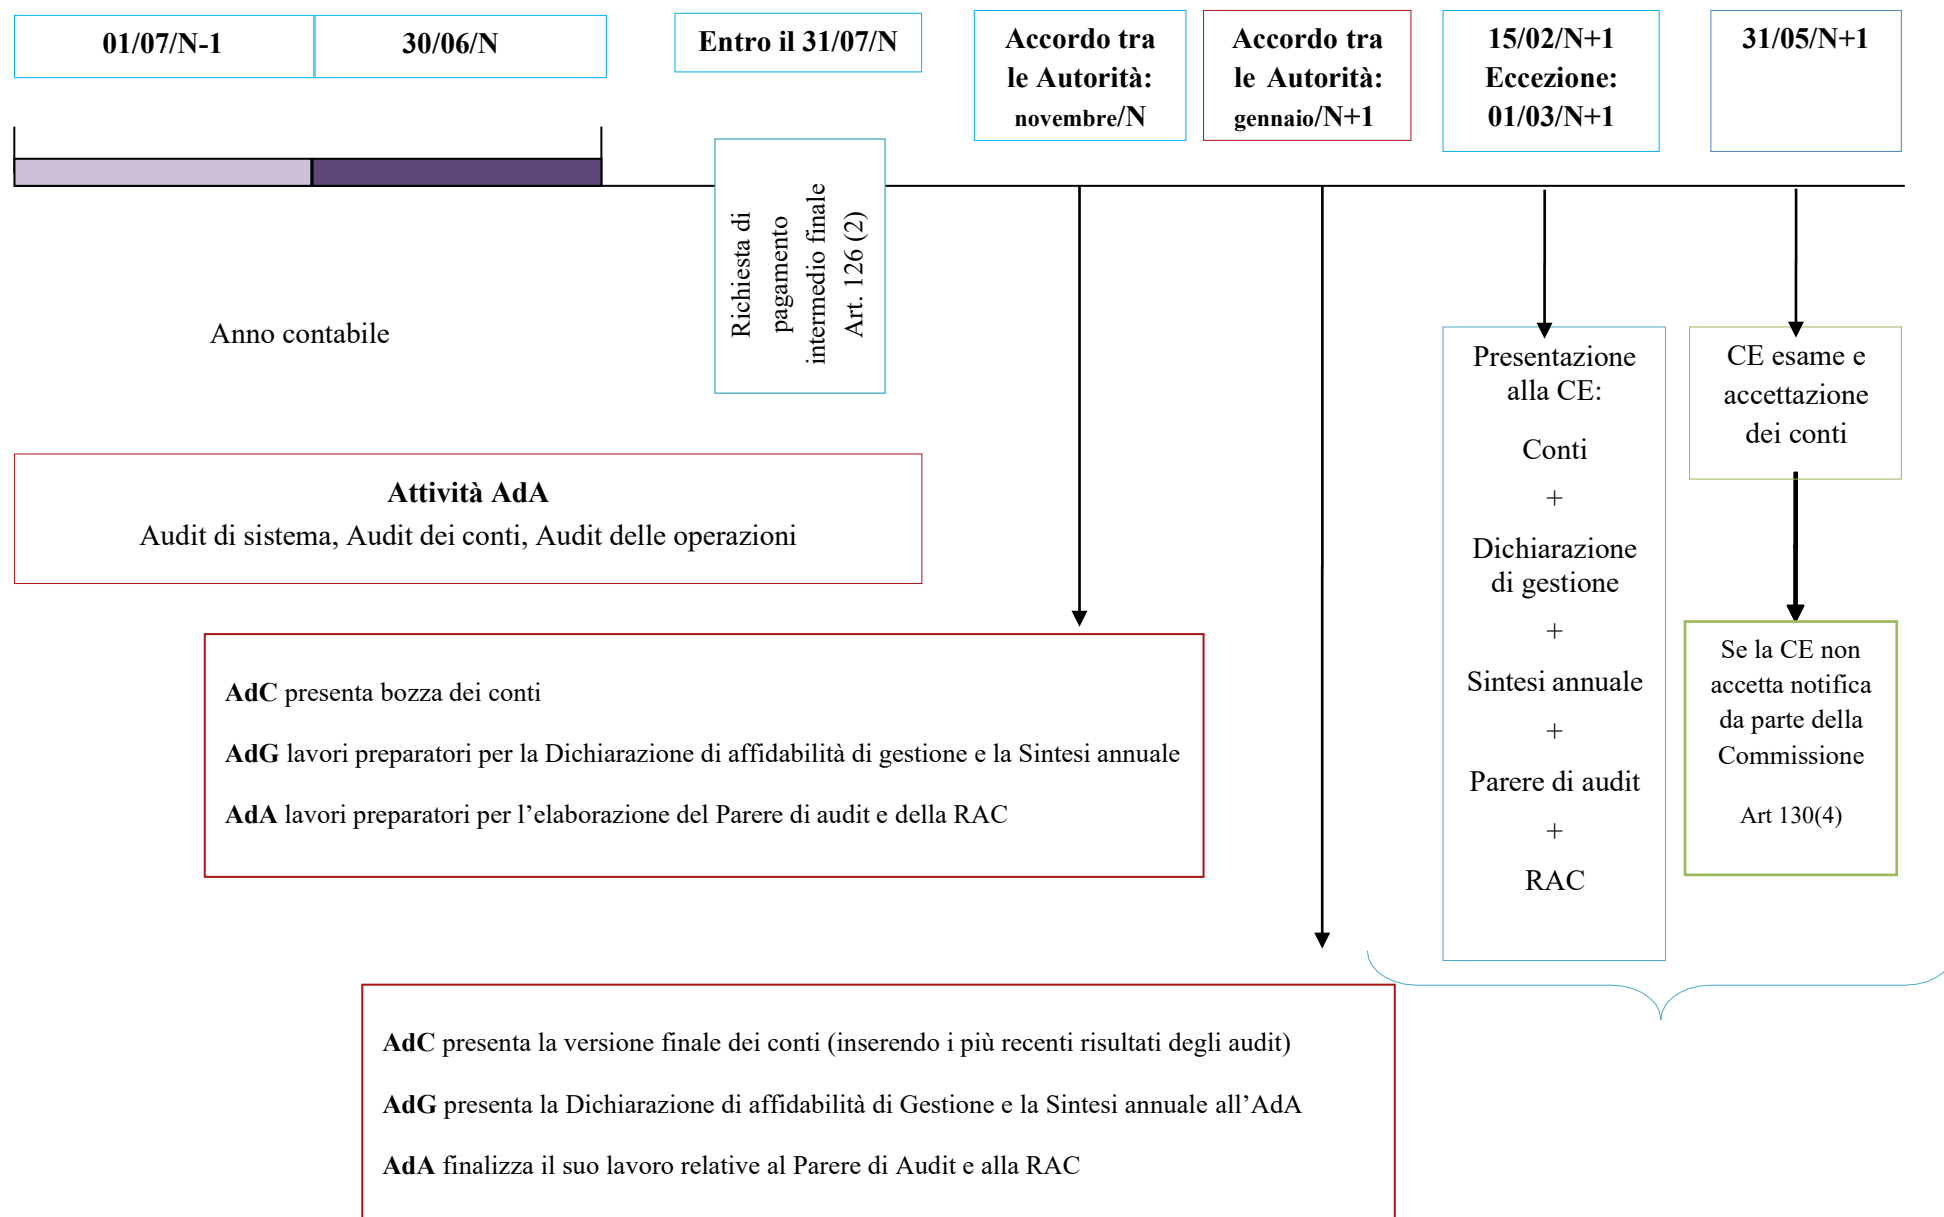 01/07/N-1
30/06/N
Entro il 31/07/N
Accordo tra
le Autorità:
novembre/N
Accordo tra
le Autorità:
gennaio/N+1
15/02/N+1
Eccezione:
01/03/N+1
31/05/N+1
Richiesta di
pagamento
intermedio finale
Art. 126 (2)
Anno contabile
Presentazione
alla CE:
Conti
+
Dichiarazione
di gestione
+
Sintesi annuale
+
Parere di audit
+
RAC
CE esame e
accettazione
dei conti
Se la CE non
accetta notifica
da parte della
Commissione
Art 130(4)
Attività AdA
Audit di sistema, Audit dei conti, Audit delle operazioni
AdC presenta bozza dei conti
AdG lavori preparatori per la Dichiarazione di affidabilità di gestione e la Sintesi annuale
AdA lavori preparatori per l’elaborazione del Parere di audit e della RAC
AdC presenta la versione finale dei conti (inserendo i più recenti risultati degli audit)
AdG presenta la Dichiarazione di affidabilità di Gestione e la Sintesi annuale all’AdA
AdA finalizza il suo lavoro relative al Parere di Audit e alla RAC